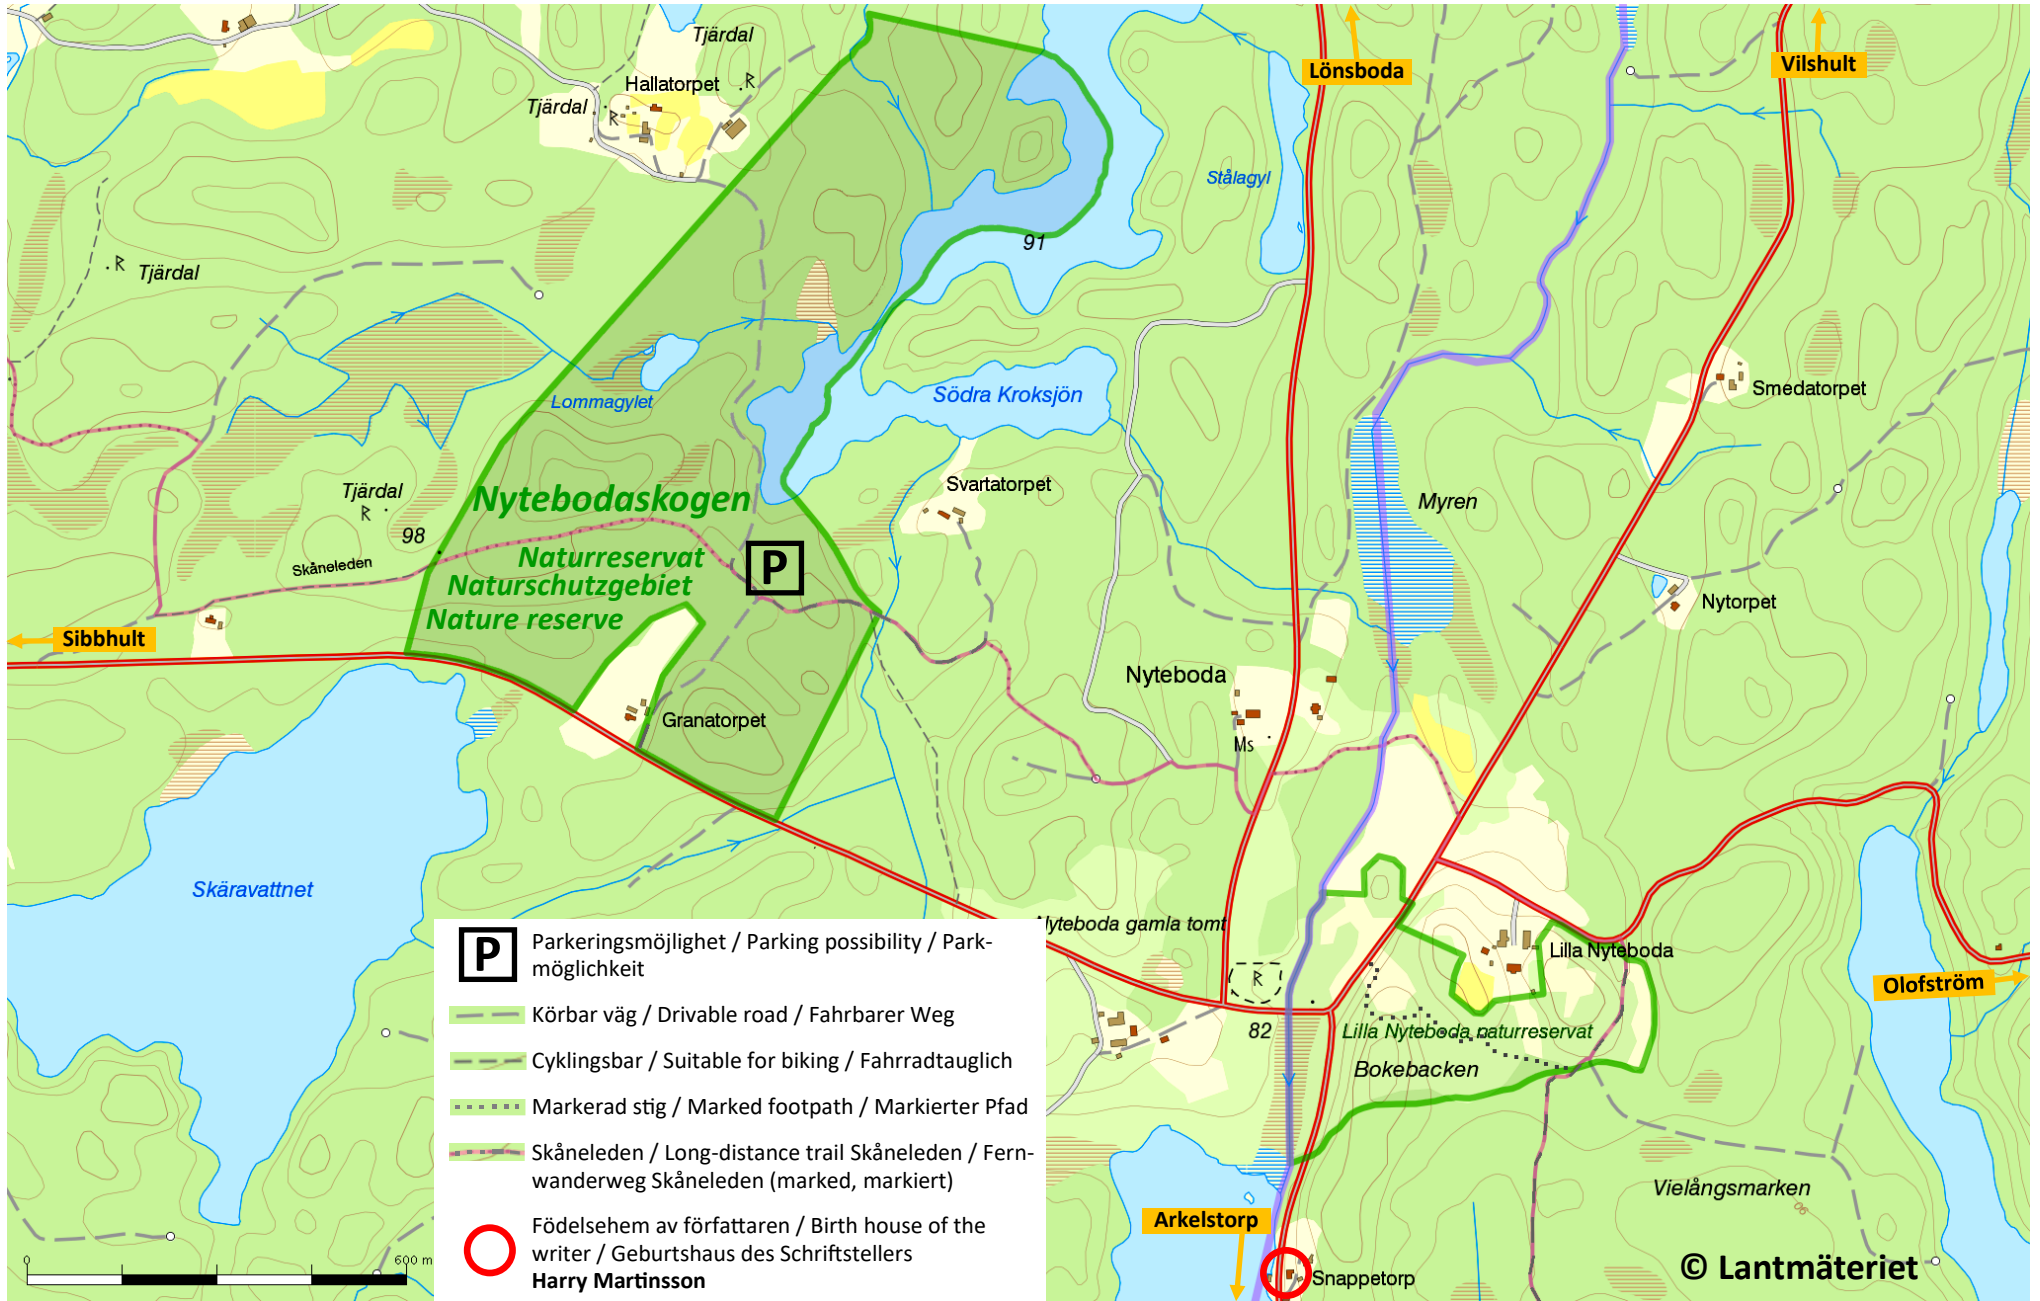 Tjärdal
Lönsboda
Vilshult
Hallatorpet
Tjärdal
Stålagyl
91
Tjärdal
Lommagylet
Södra Kroksjön
Smedatorpet
Tjärdal
Svartatorpet
Myren
Nytebodaskogen
98
Skåneleden
Naturreservat
Naturschutzgebiet
Nature reserve
P
Nytorpet
Sibbhult
Nyteboda
Granatorpet
Ms
Skäravattnet
Nyteboda gamla tomt
Lilla Nyteboda
Olofström
82
Lilla Nyteboda naturreservat
Bokebacken
P
Parkeringsmöjlighet / Parking possibility / Park-
möglichkeit
Körbar väg / Drivable road / Fahrbarer Weg
Cyklingsbar / Suitable for biking / Fahrradtauglich
Markerad stig / Marked footpath / Markierter Pfad
Skåneleden / Long-distance trail Skåneleden / Fern-
wanderweg Skåneleden (marked, markiert)
Födelsehem av författaren / Birth house of the
writer / Geburtshaus des Schriftstellers
Harry Martinsson
Vielångsmarken
Arkelstorp
Snappetorp
0
600 m
© Lantmäteriet